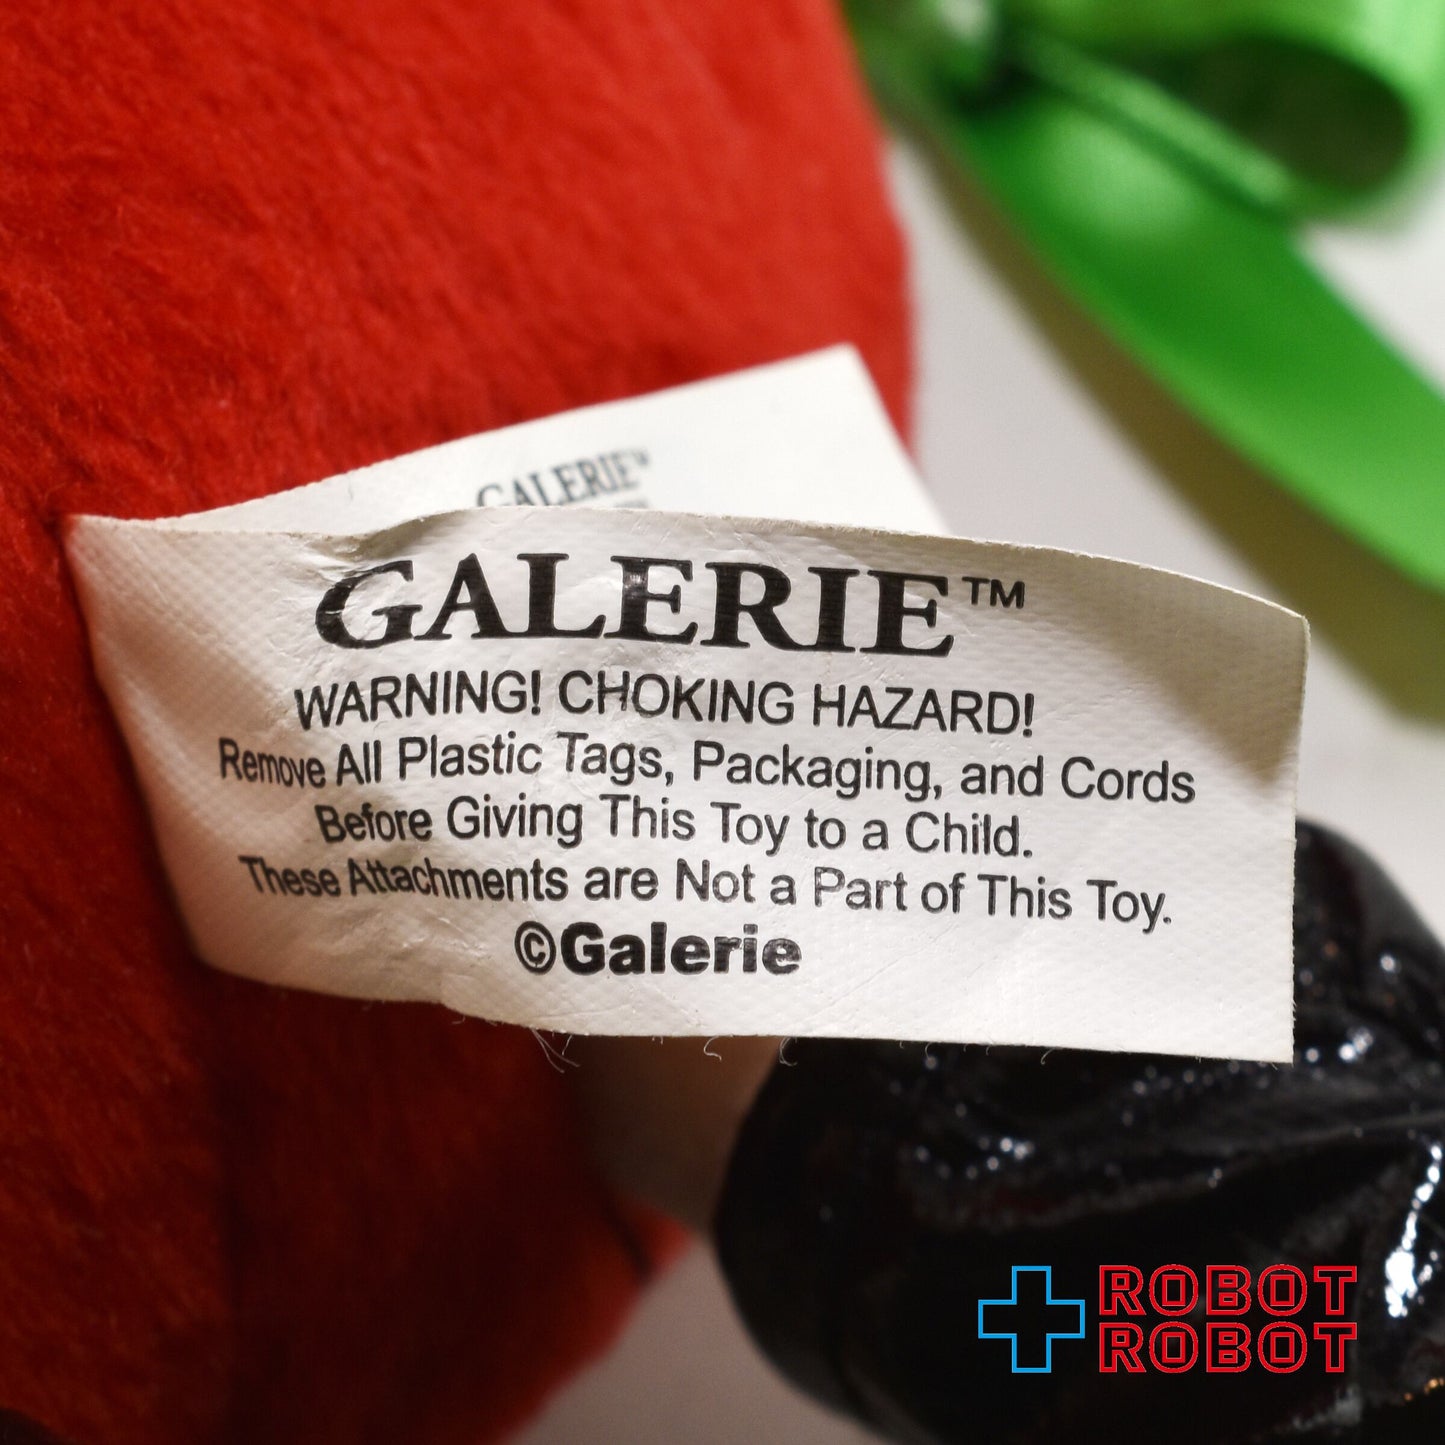 GALERIE™
GALERIE™
WARNING! CHOKING HAZARD!
Remove All Plastic Tags, Packaging, and Cords
Before Giving This Toy to a Child.
These Attachments are Not a Part of This Toy.
©Galerie
ROBOT
ROBOT